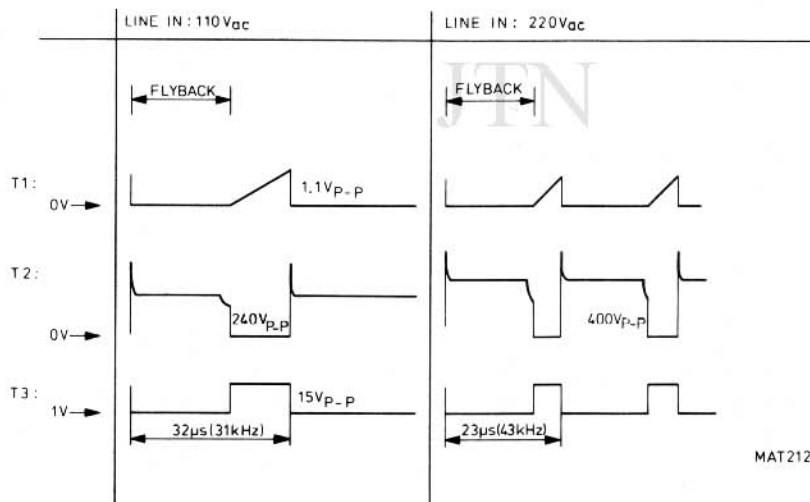 LINE IN : 110Vac
LINE IN : 220Vac
JTN
FLYBACK
FLYBACK
T1:
1.1VP-P
0V
T2:
240VP-P
400VP-P
0V
T3:
15VP-P
1V
32µs(31kHz)
23µs(43kHz)
MAT212